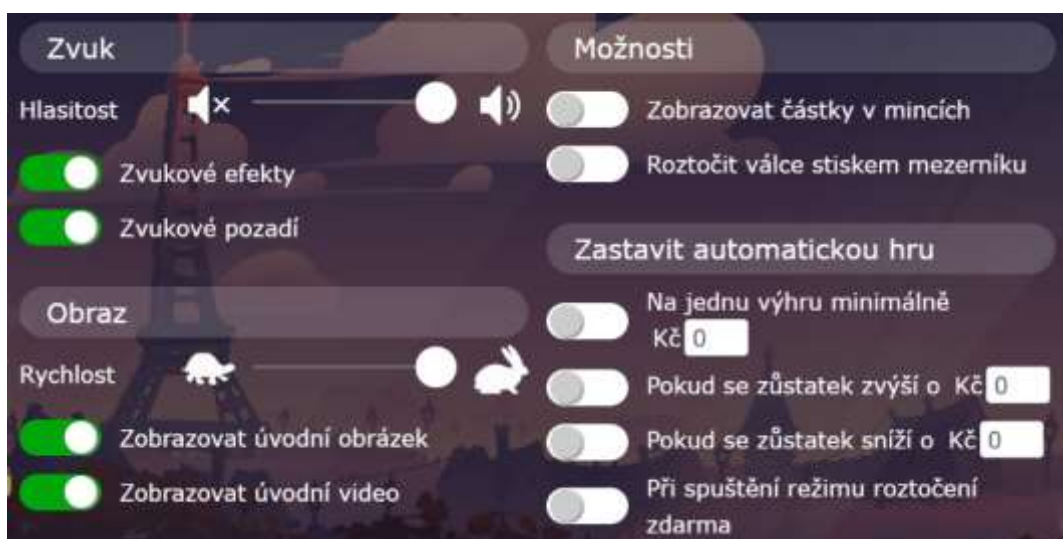 Zvuk
Hlasitost
Zvukové efekty
Zvukové pozadí
Obraz
Rychlost
Zobrazovat úvodní obrázek
Zobrazovat úvodní video
Možnosti
Zobrazovat částky v mincích
Roztočit válce stiskem mezerníku
Zastavit automatickou hru
Na jednu výhru minimálně
Kč 0
Pokud se zůstatek zvýší o Kč 0
Pokud se zůstatek sníží o Kč 0
Při spuštění režimu roztočení
zdarma